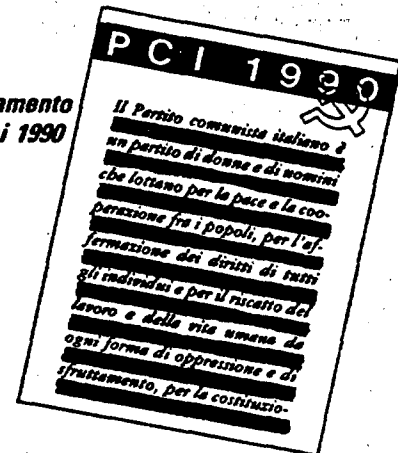 amento
i 1990
PCI 1990
Il Partito comunista italiano è
un partito di donne e di uomini
che lottano per la pace e la coo-
perazione fra i popoli, per l'af-
fermazione dei diritti di tutti
gli individui e per il riscatto del
lavoro e della vita umana da
ogni forma di oppressione e di
sfruttamento, per la costituzio-